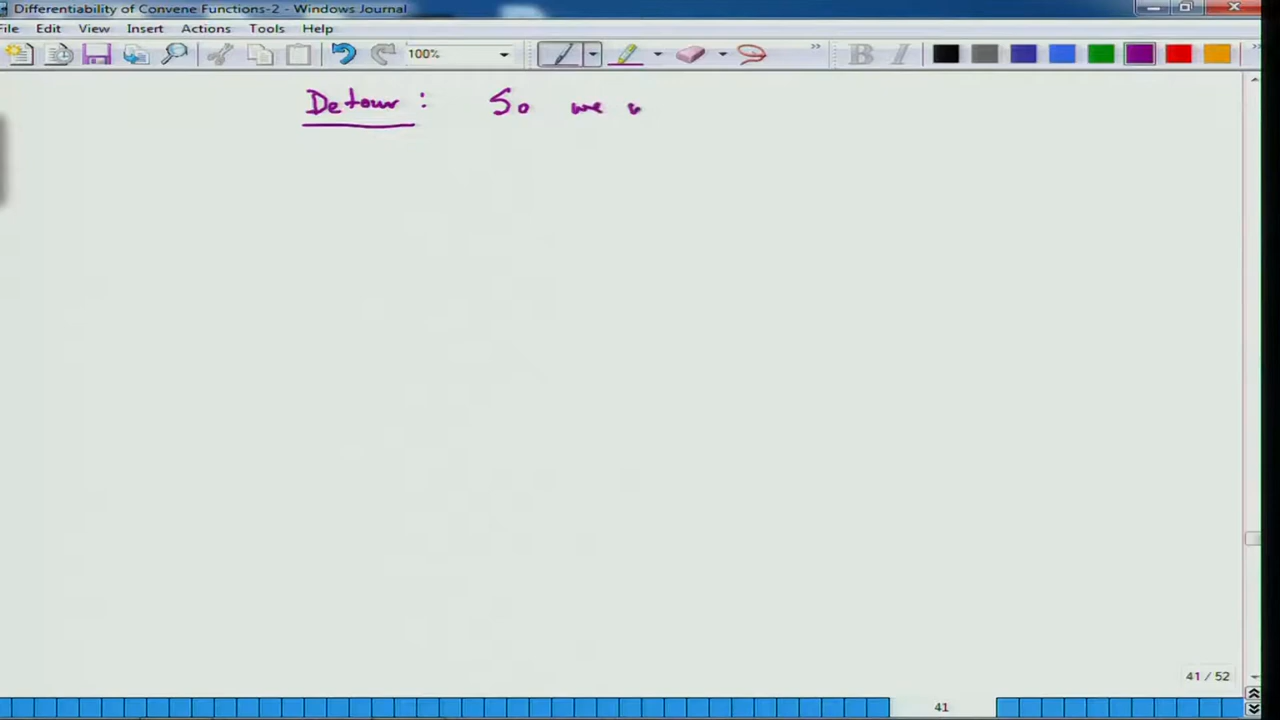 Differentiability of Convene Functions-2 - Windows Journal
File Edit View Insert Actions Tools Help
100%
B I
Detour : So we
41 / 52
41